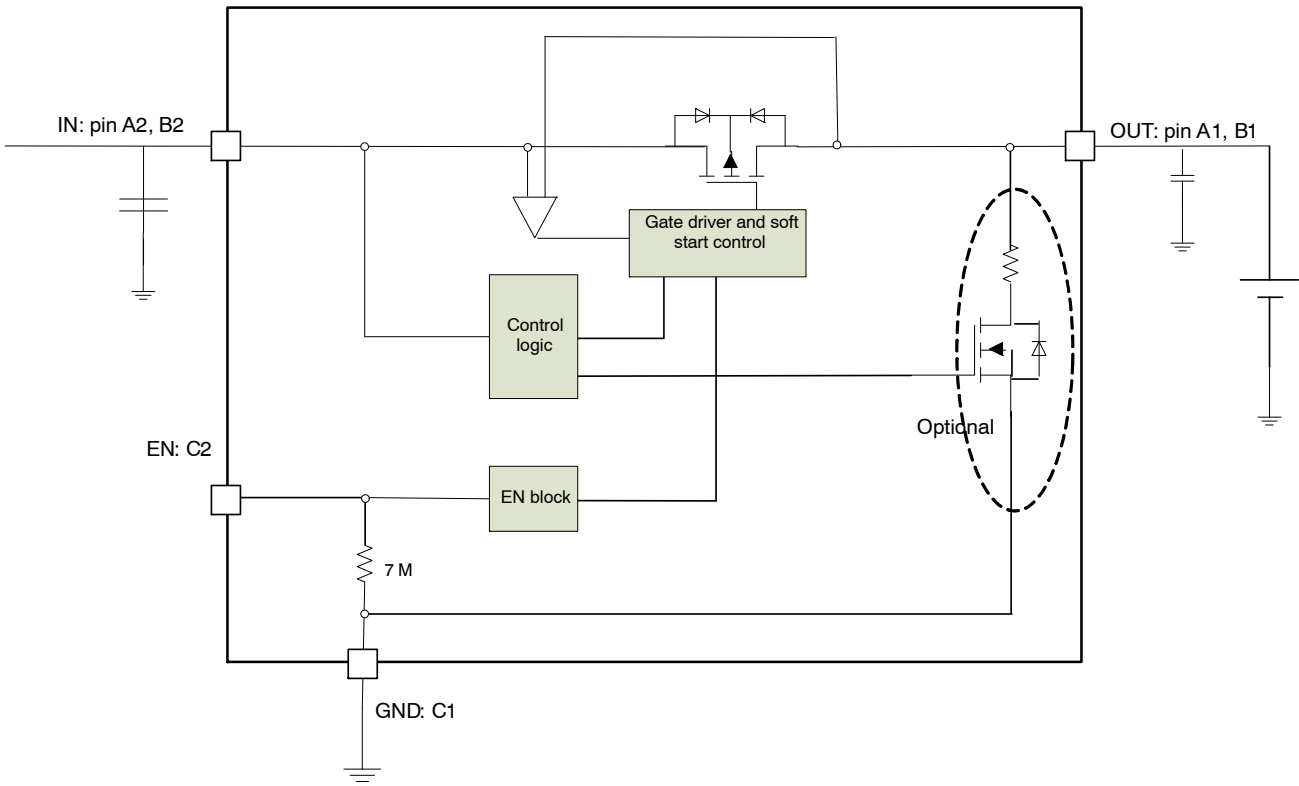 IN: pin A2, B2
OUT: pin A1, B1
Gate driver and soft
start control
Control
logic
Optional
EN: C2
EN block
7 M
GND: C1